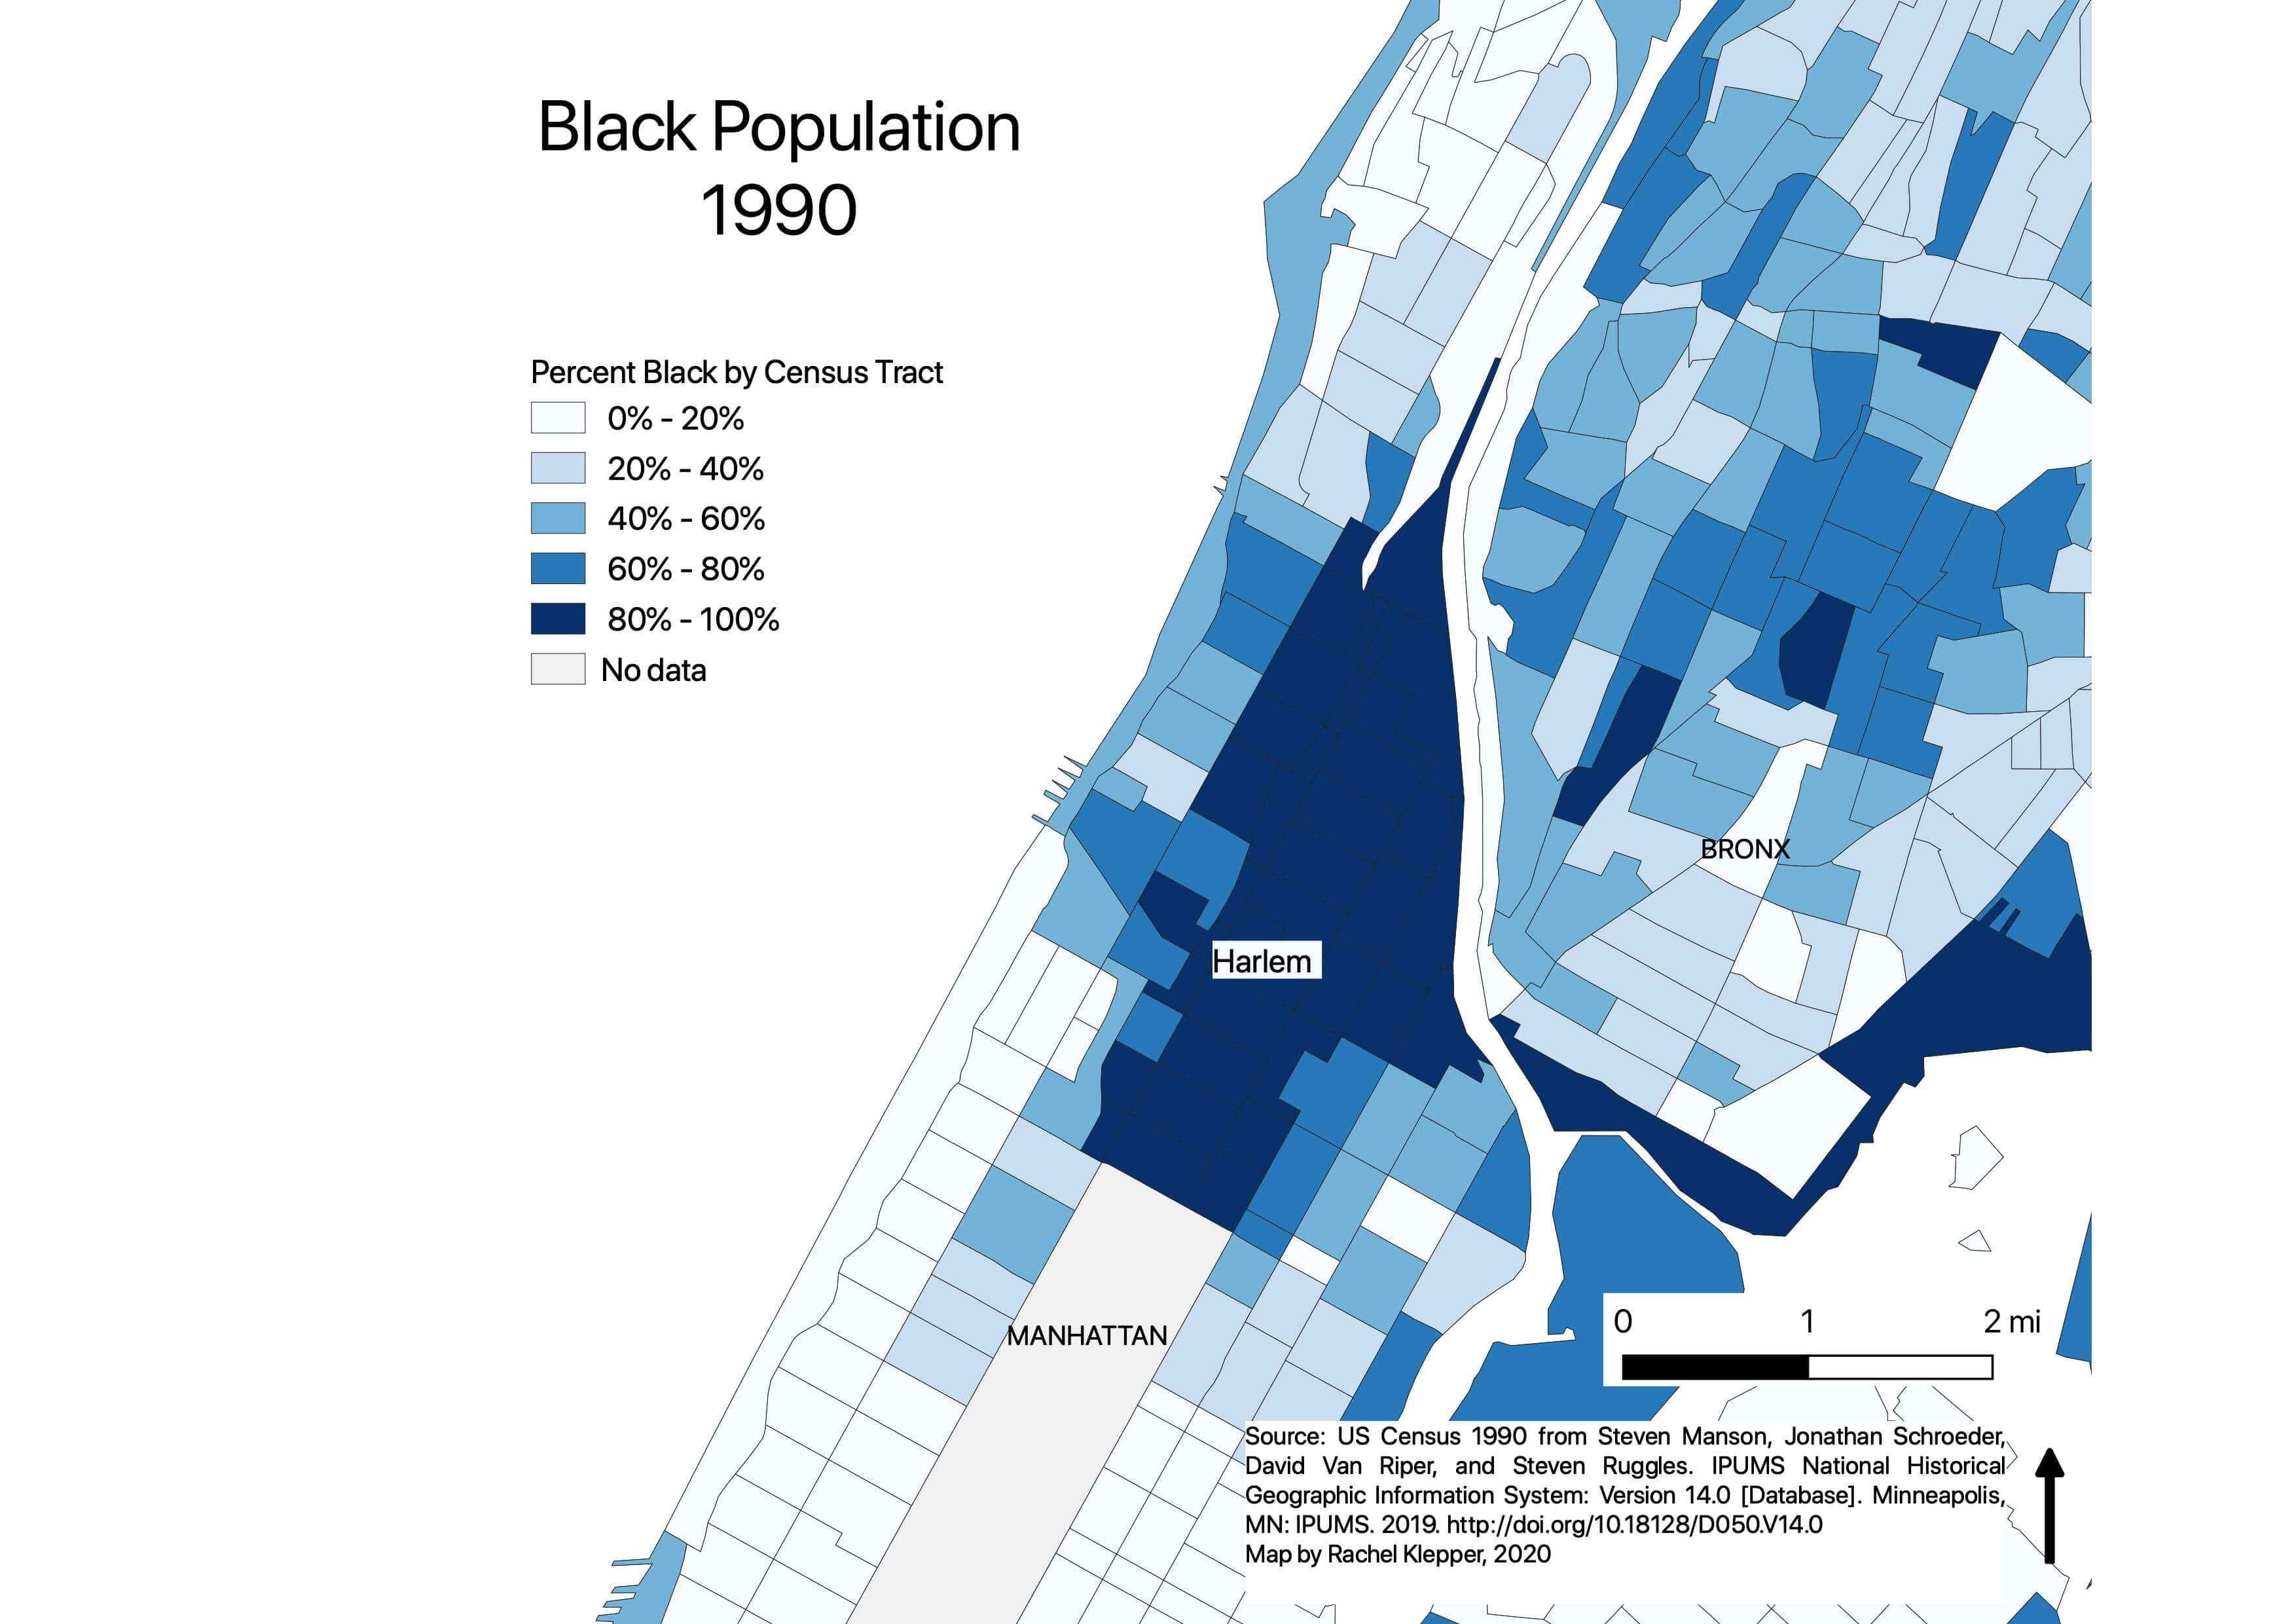 Black Population
1990
Percent Black by Census Tract
0% - 20%
20% - 40%
40% - 60%
60% - 80%
80% - 100%
No data
BRONX
Harlem
MANHATTAN
0 1 2 mi
Source: US Census 1990 from Steven Manson, Jonathan Schroeder,
David Van Riper, and Steven Ruggles. IPUMS National Historical
Geographic Information System: Version 14.0 [Database]. Minneapolis,
MN: IPUMS. 2019. http://doi.org/10.18128/D050.V14.0
Map by Rachel Klepper, 2020